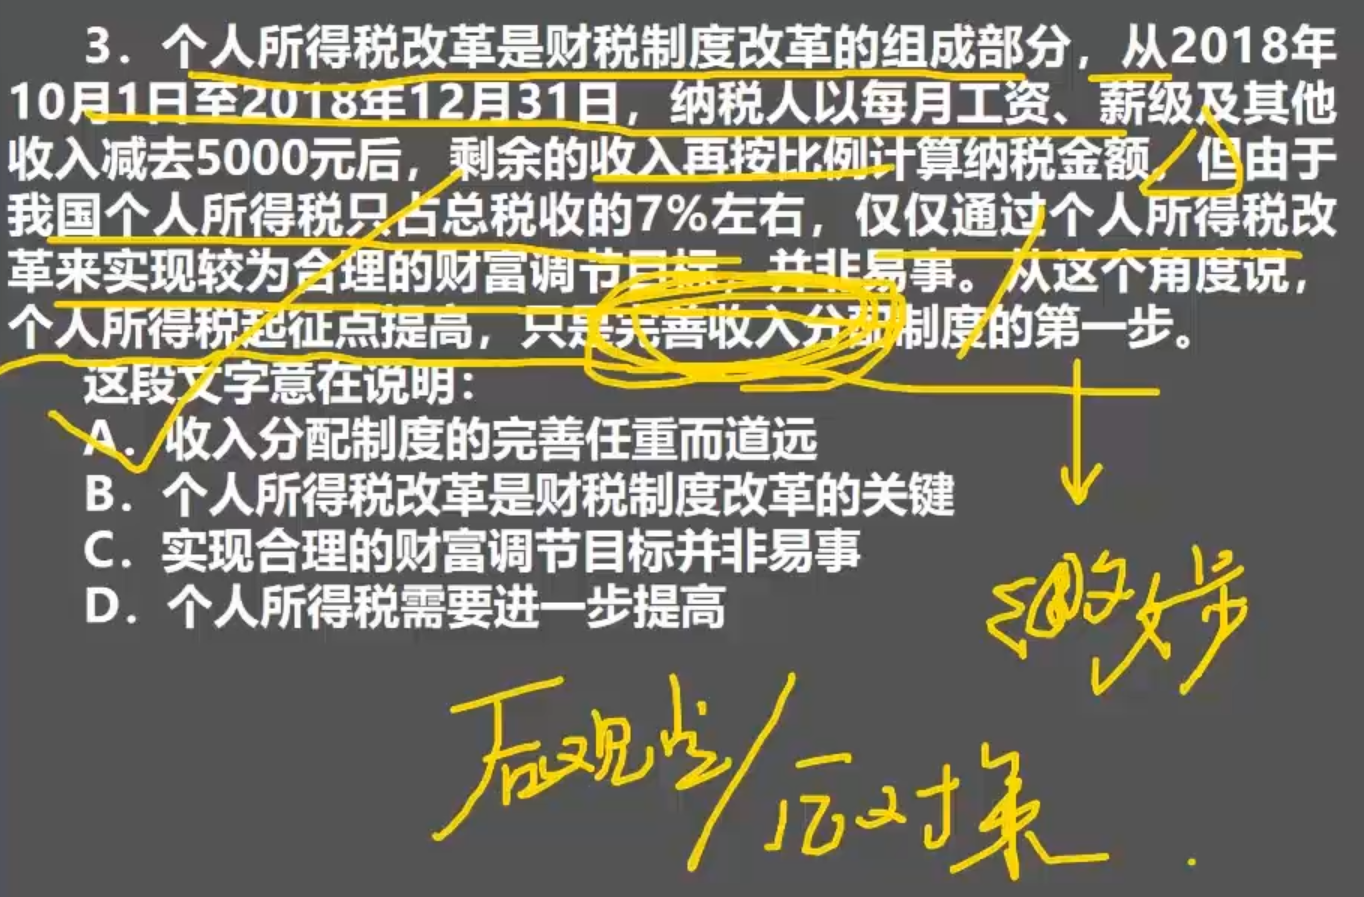 3．个人所得税改革是财税制度改革的组成部分，从2018年
10月1日至2018年12月31日，纳税人以每月工资、薪级及其他
收入减去5000元后，剩余的收入再按比例计算纳税金额，但由于
我国个人所得税只占总税收的7%左右，仅仅通过个人所得税改
革来实现较为合理的财富调节目标，并非易事。从这个角度说，
个人所得税起征点提高，只是完善收入分配制度的第一步。
这段文字意在说明：
A．收入分配制度的完善任重而道远
B．个人所得税改革是财税制度改革的关键
C．实现合理的财富调节目标并非易事
D．个人所得税需要进一步提高
后观点/后对策